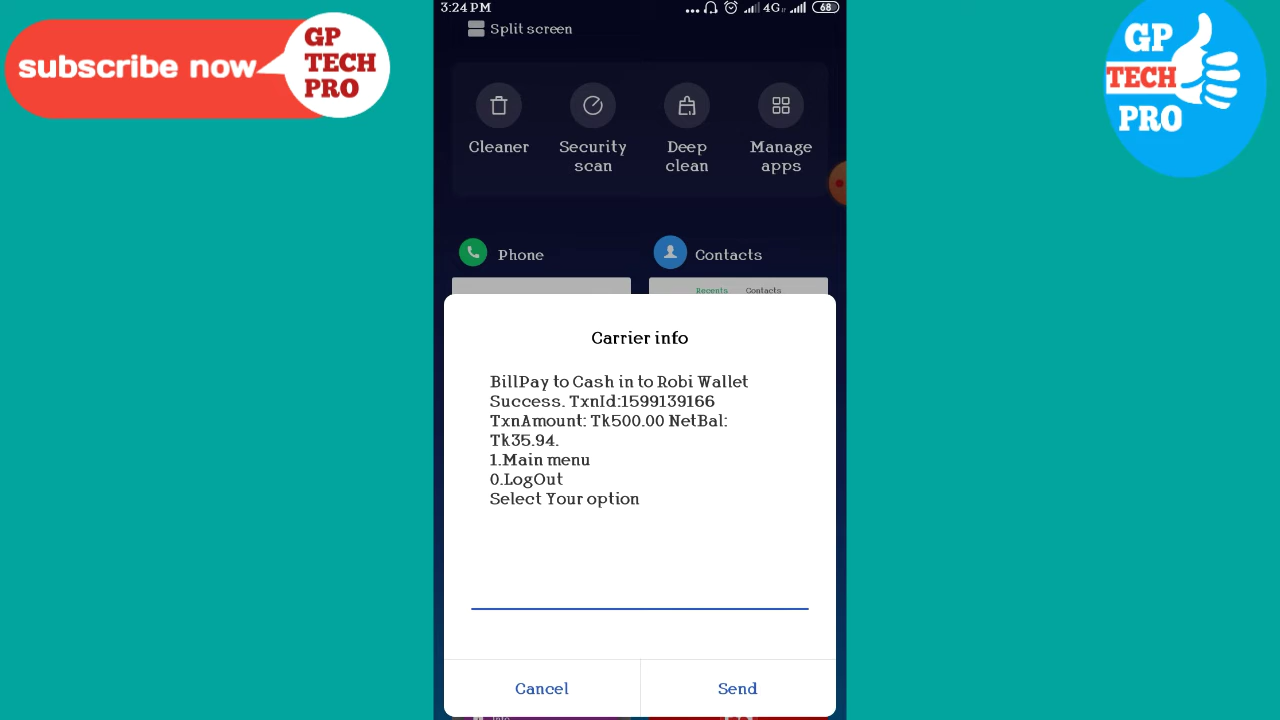 subscribe now
GP
TECH
PRO
3:24 PM
4G
68
Split screen
GP
TECH
PRO
Cleaner
Security
scan
Deep
clean
Manage
apps
Phone
Contacts
Recents
Contacts
Carrier info
BillPay to Cash in to Robi Wallet
Success. TxnId:1599139166
TxnAmount: Tk500.00 NetBal:
Tk35.94.
1.Main menu
0.LogOut
Select Your option
Cancel
Send